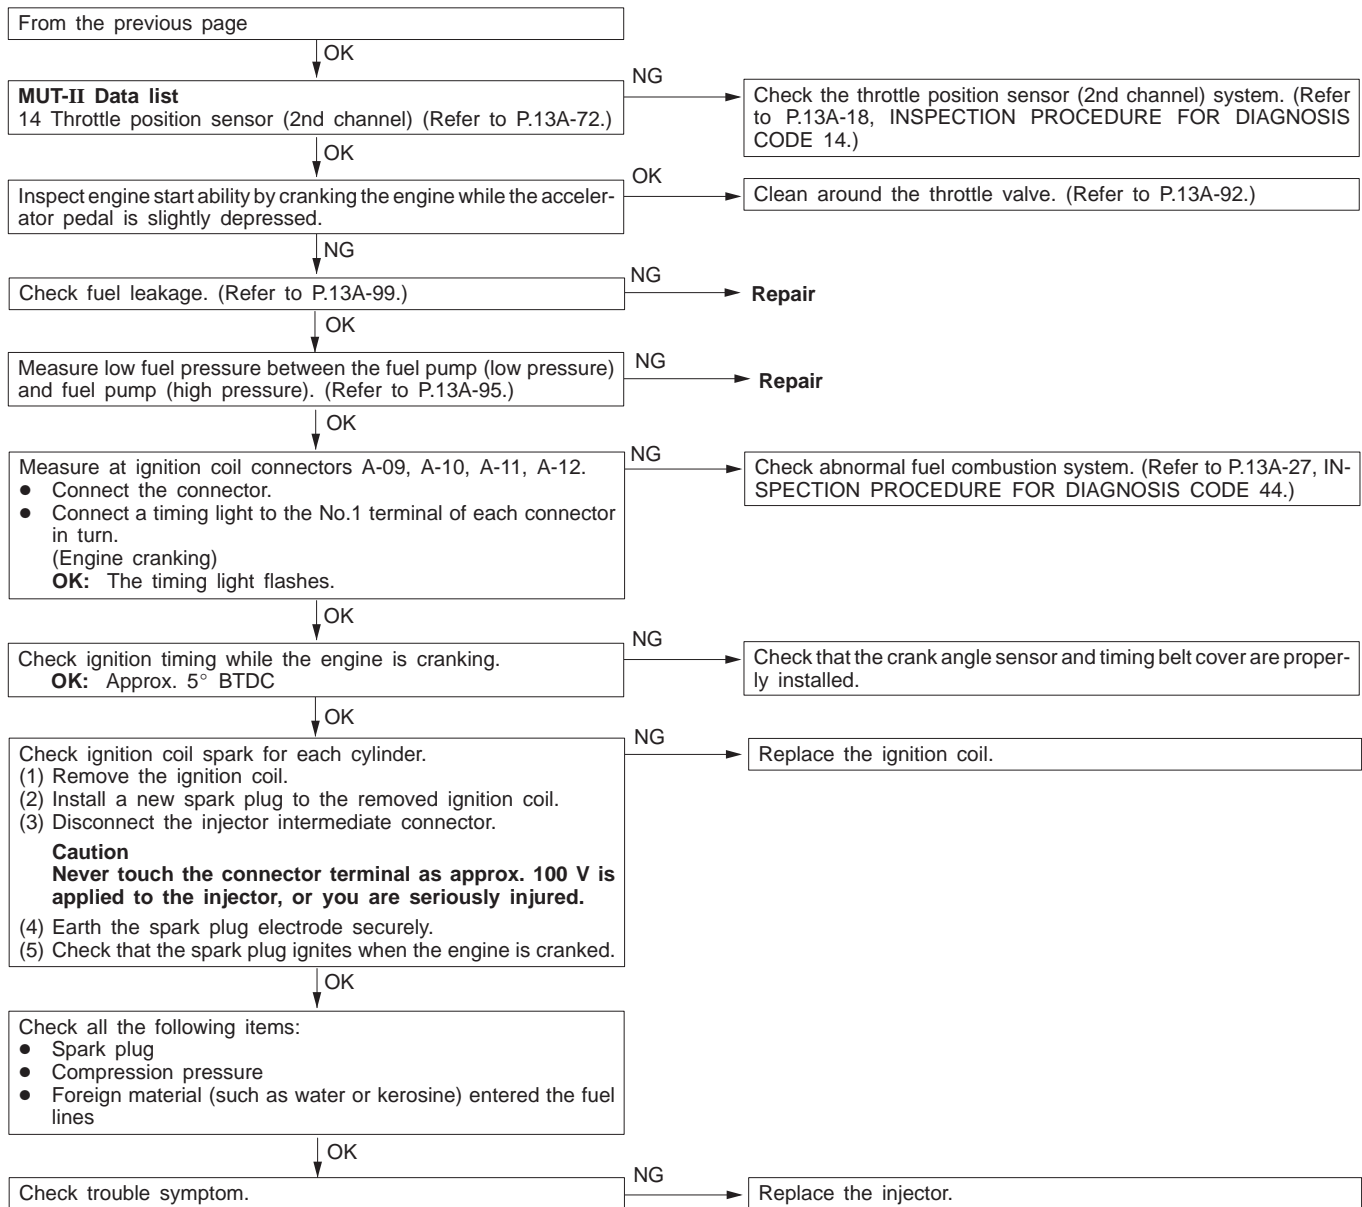 From the previous page
OK
MUT-II Data list
14 Throttle position sensor (2nd channel) (Refer to P.13A-72.)
NG
Check the throttle position sensor (2nd channel) system. (Refer
to P.13A-18, INSPECTION PROCEDURE FOR DIAGNOSIS
CODE 14.)
OK
Inspect engine start ability by cranking the engine while the acceler-
ator pedal is slightly depressed.
OK
Clean around the throttle valve. (Refer to P.13A-92.)
NG
Check fuel leakage. (Refer to P.13A-99.)
NG
Repair
OK
Measure low fuel pressure between the fuel pump (low pressure)
and fuel pump (high pressure). (Refer to P.13A-95.)
NG
Repair
OK
Measure at ignition coil connectors A-09, A-10, A-11, A-12.
● Connect the connector.
● Connect a timing light to the No.1 terminal of each connector
in turn.
(Engine cranking)
OK: The timing light flashes.
NG
Check abnormal fuel combustion system. (Refer to P.13A-27, IN-
SPECTION PROCEDURE FOR DIAGNOSIS CODE 44.)
OK
Check ignition timing while the engine is cranking.
OK: Approx. 5° BTDC
NG
Check that the crank angle sensor and timing belt cover are proper-
ly installed.
OK
Check ignition coil spark for each cylinder.
(1) Remove the ignition coil.
(2) Install a new spark plug to the removed ignition coil.
(3) Disconnect the injector intermediate connector.
Caution
Never touch the connector terminal as approx. 100 V is
applied to the injector, or you are seriously injured.
(4) Earth the spark plug electrode securely.
(5) Check that the spark plug ignites when the engine is cranked.
NG
Replace the ignition coil.
OK
Check all the following items:
● Spark plug
● Compression pressure
● Foreign material (such as water or kerosine) entered the fuel
lines
OK
Check trouble symptom.
NG
Replace the injector.